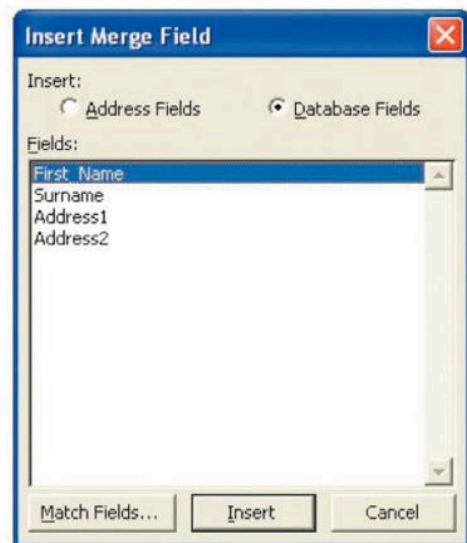 Insert Merge Field
Insert:
Address Fields Database Fields
Fields:
First_Name
Surname
Address1
Address2
Match Fields... Insert Cancel